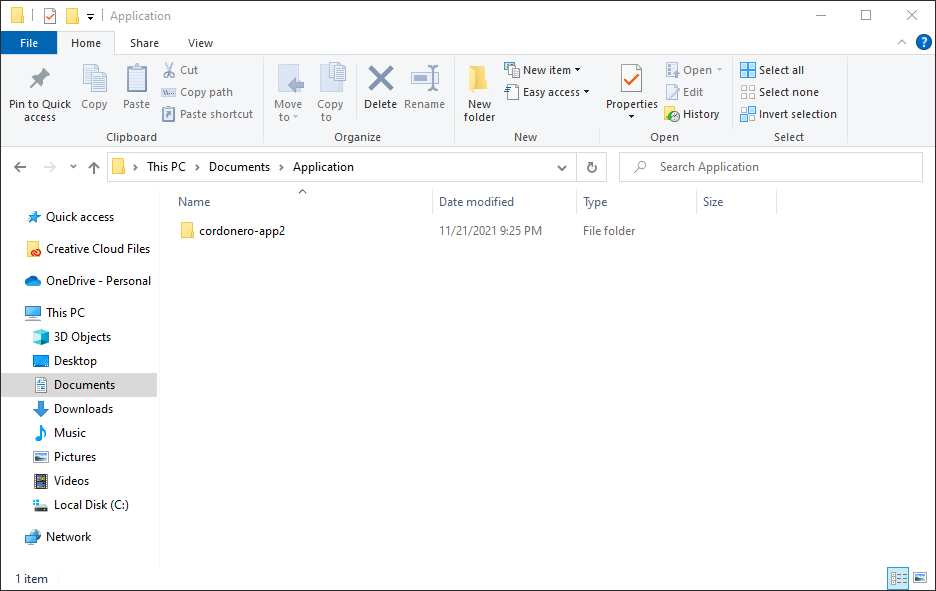 Application
File Home Share View
Pin to Quick access
Copy
Paste
Cut
Copy path
Paste shortcut
Clipboard
Move to
Copy to
Delete
Rename
Organize
New folder
New item
Easy access
New
Properties
Open
Edit
History
Open
Select all
Select none
Invert selection
Select
This PC > Documents > Application
Search Application
Name Date modified Type Size
cordonero-app2 11/21/2021 9:25 PM File folder
Quick access
Creative Cloud Files
OneDrive - Personal
This PC
3D Objects
Desktop
Documents
Downloads
Music
Pictures
Videos
Local Disk (C:)
Network
1 item